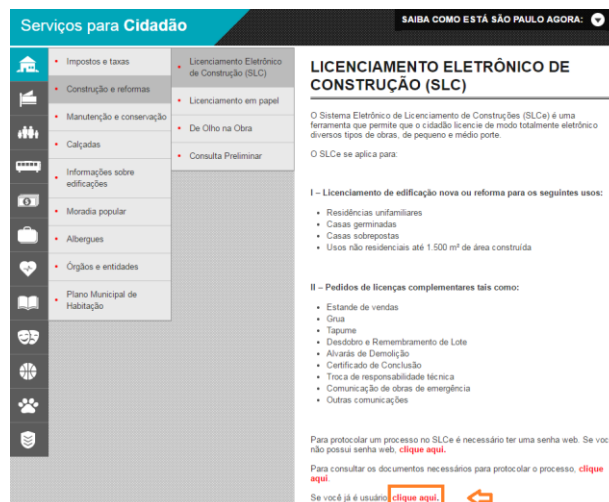 Serviços para Cidadão
SAIBA COMO ESTÁ SÃO PAULO AGORA:
Impostos e taxas
Construção e reformas
Manutenção e conservação
Calçadas
Informações sobre
edificações
Moradia popular
Albergues
Órgãos e entidades
Plano Municipal de
Habitação
Licenciamento Eletrônico
de Construção (SLC)
Licenciamento em papel
De Olho na Obra
Consulta Preliminar
LICENCIAMENTO ELETRÔNICO DE
CONSTRUÇÃO (SLC)
O Sistema Eletrônico de Licenciamento de Construções (SLCe) é uma
ferramenta que permite que o cidadão licencie de modo totalmente eletrônico
diversos tipos de obras, de pequeno e médio porte.
O SLCe se aplica para:
I – Licenciamento de edificação nova ou reforma para os seguintes usos:
Residências unifamiliares
Casas germinadas
Casas sobrepostas
Usos não residenciais até 1.500 m² de área construída
II – Pedidos de licenças complementares tais como:
Estande de vendas
Grua
Tapume
Desdobro e Remembramento de Lote
Alvarás de Demolição
Certificado de Conclusão
Troca de responsabilidade técnica
Comunicação de obras de emergência
Outras comunicações
Para protocolar um processo no SLCe é necessário ter uma senha web. Se voc
não possui senha web, clique aqui.
Para consultar os documentos necessários para protocolar o processo, clique
aqui.
Se você já é usuário clique aqui.